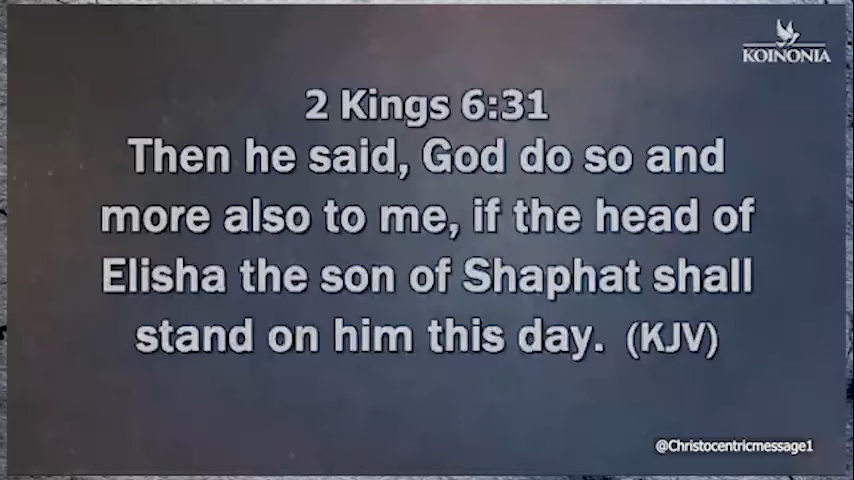 KOINONIA
2 Kings 6:31
Then he said, God do so and
more also to me, if the head of
Elisha the son of Shaphat shall
stand on him this day. (KJV)
@Christocentricmessage1